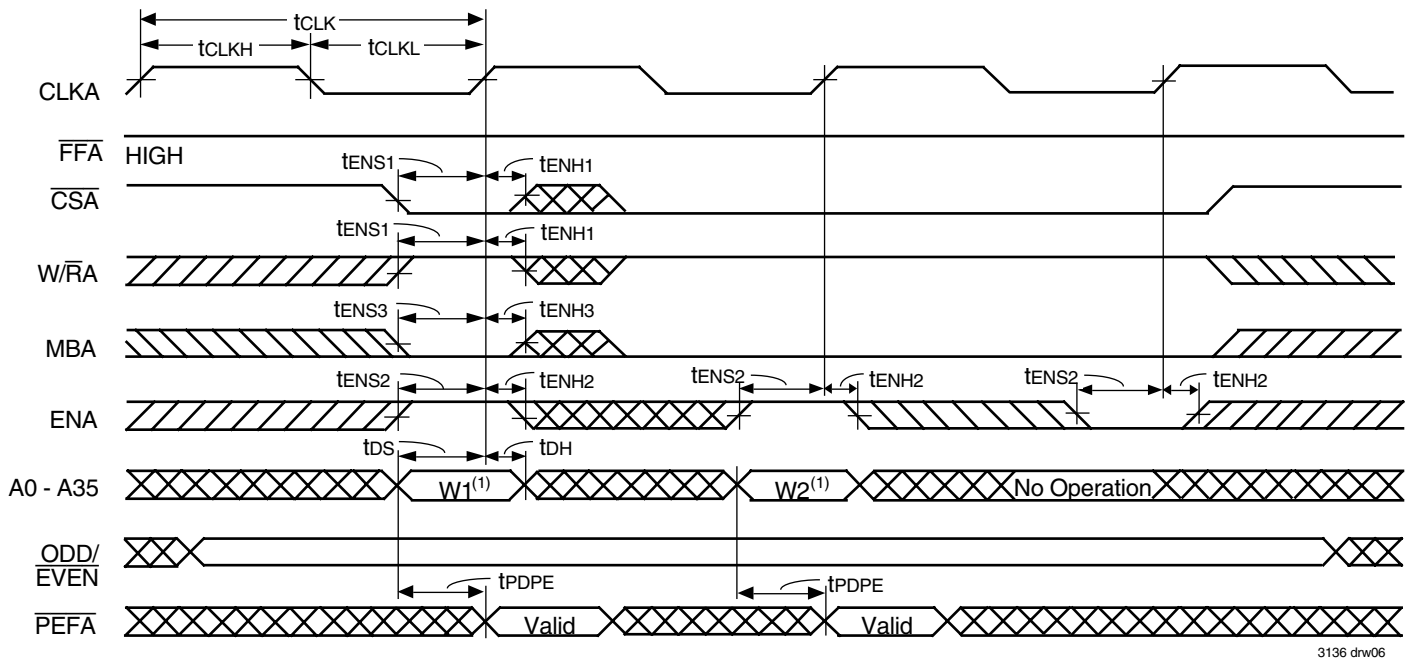 tCLK
tCLKH tCLKL
CLKA
FFA HIGH
tENS1 tENH1
CSA
tENS1 tENH1
W/RA
tENS3 tENH3
MBA
tENS2 tENH2 tENS2 tENH2 tENS2 tENH2
ENA
tDS tDH
A0 - A35 W1(1) W2(1) No Operation
ODD/
EVEN
tPDPE tPDPE
PEFA Valid Valid
3136 drw06